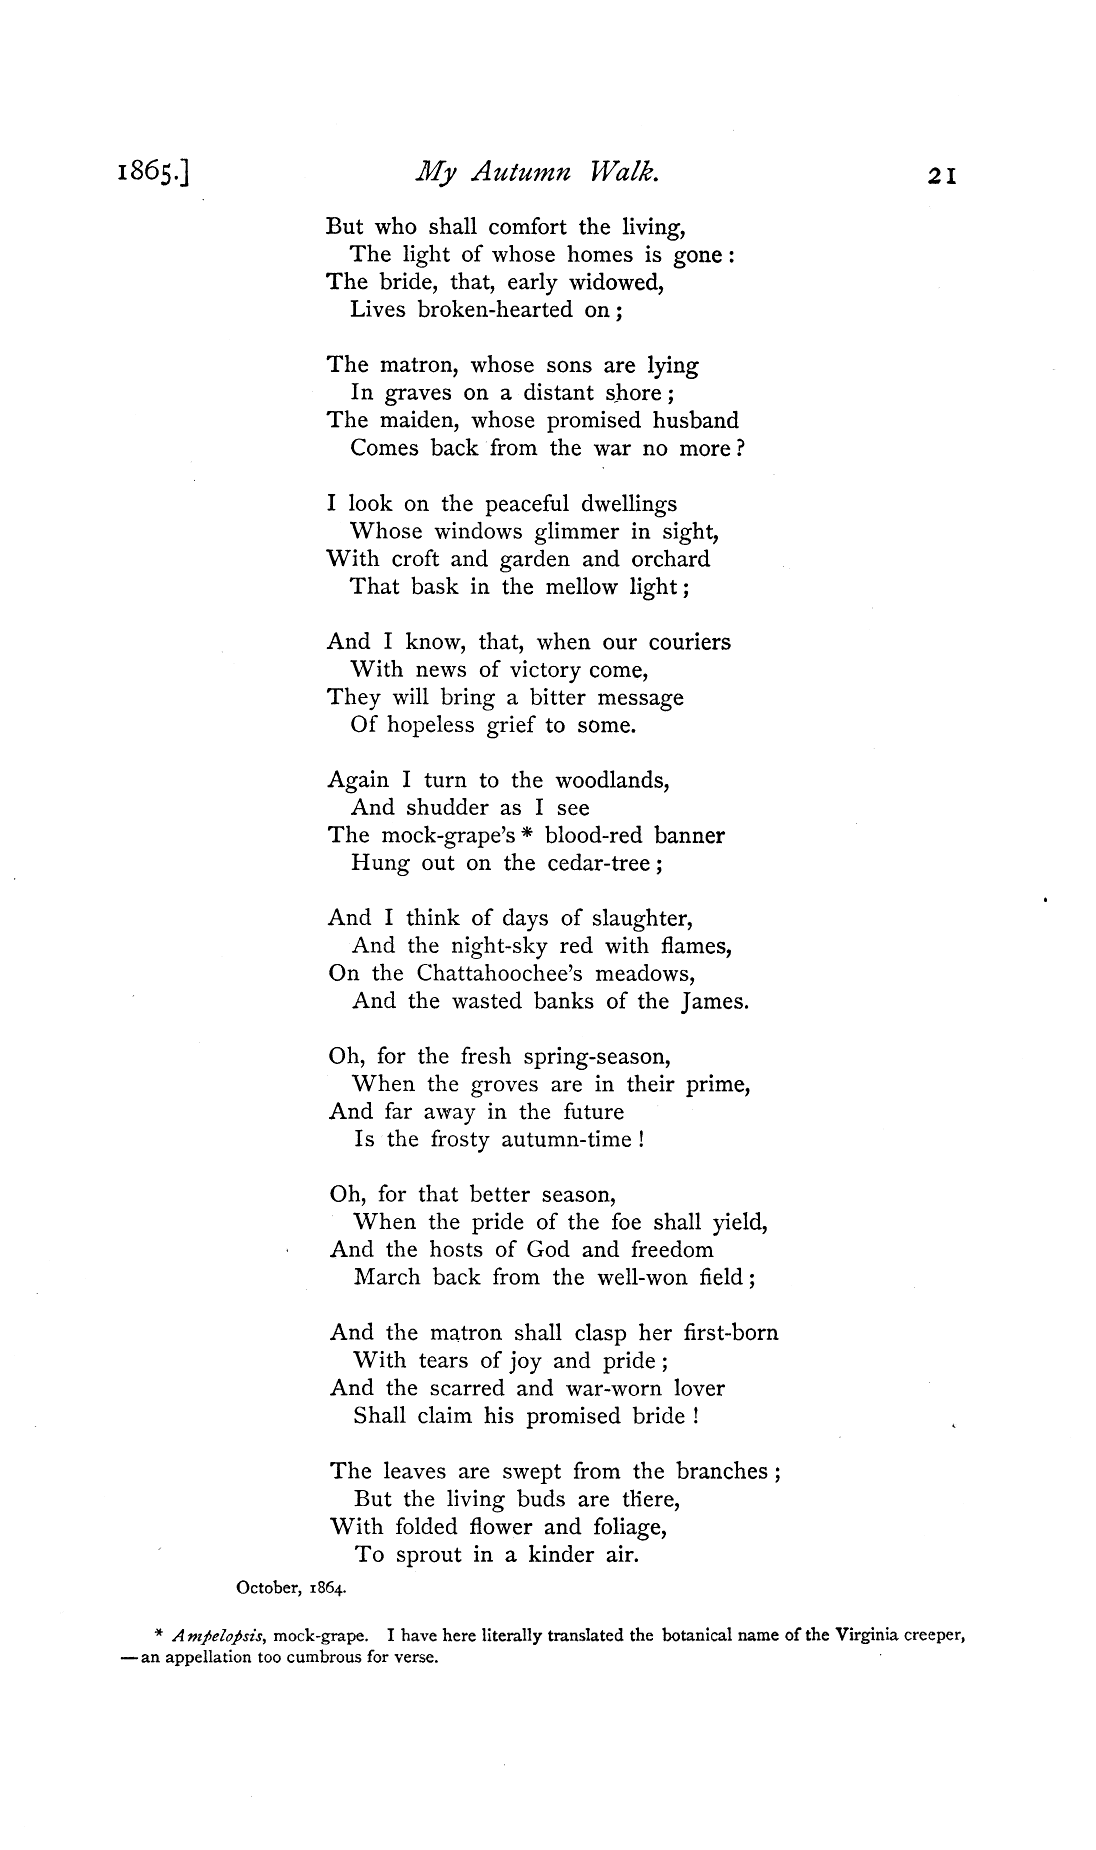 1865.] My Autumn Walk. 21
But who shall comfort the living,
The light of whose homes is gone :
The bride, that, early widowed,
Lives broken-hearted on ;
The matron, whose sons are lying
In graves on a distant shore ;
The maiden, whose promised husband
Comes back from the war no more ?
I look on the peaceful dwellings
Whose windows glimmer in sight,
With croft and garden and orchard
That bask in the mellow light ;
And I know, that, when our couriers
With news of victory come,
They will bring a bitter message
Of hopeless grief to some.
Again I turn to the woodlands,
And shudder as I see
The mock-grape's * blood-red banner
Hung out on the cedar-tree ;
And I think of days of slaughter,
And the night-sky red with flames,
On the Chattahoochee's meadows,
And the wasted banks of the James.
Oh, for the fresh spring-season,
When the groves are in their prime,
And far away in the future
Is the frosty autumn-time !
Oh, for that better season,
When the pride of the foe shall yield,
And the hosts of God and freedom
March back from the well-won field ;
And the matron shall clasp her first-born
With tears of joy and pride ;
And the scarred and war-worn lover
Shall claim his promised bride !
The leaves are swept from the branches ;
But the living buds are there,
With folded flower and foliage,
To sprout in a kinder air.
October, 1864.
* Ampelopsis, mock-grape. I have here literally translated the botanical name of the Virginia creeper,
— an appellation too cumbrous for verse.